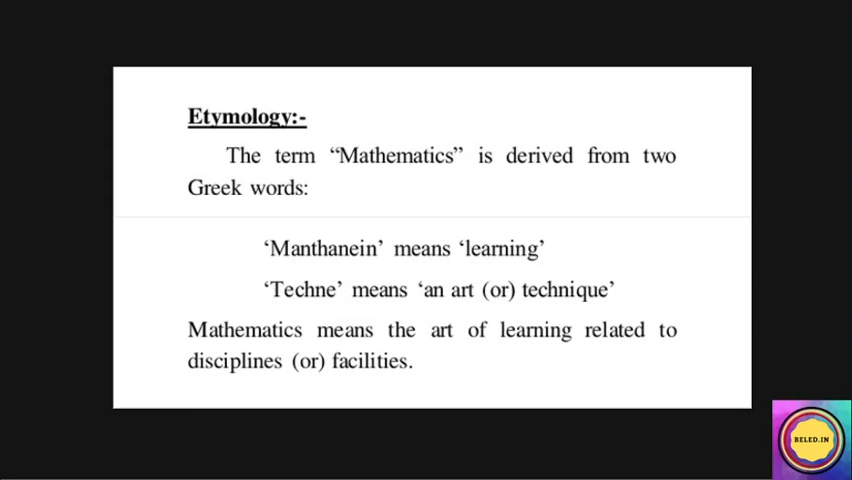 Etymology:-
The term “Mathematics” is derived from two
Greek words:
‘Manthanein’ means ‘learning’
‘Techne’ means ‘an art (or) technique’
Mathematics means the art of learning related to
disciplines (or) facilities.
BELED.IN